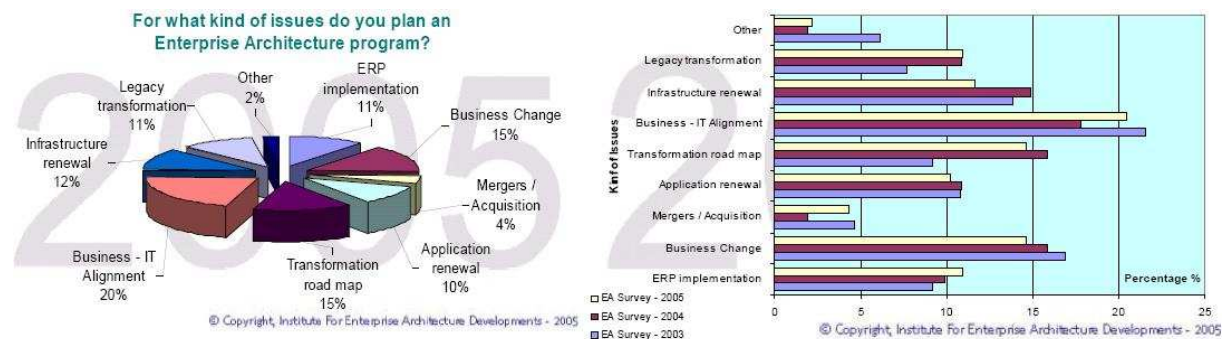 For what kind of issues do you plan an
Enterprise Architecture program?
2005
Other
2%
ERP
implementation
11%
Legacy
transformation
11%
Business Change
15%
Infrastructure
renewal
12%
Mergers /
Acquisition
4%
Business - IT
Alignment
20%
Transformation
road map
15%
Application
renewal
10%
© Copyright, Institute For Enterprise Architecture Developments - 2005
2
Kinf of Issues
Other
Legacy transformation
Infrastructure renewal
Business - IT Alignment
Transformation road map
Application renewal
Mergers / Acquisition
Business Change
ERP implementation
Percentage %
0 5 10 15 20 25
EA Survey - 2005
EA Survey - 2004
EA Survey - 2003
© Copyright, Institute For Enterprise Architecture Developments - 2005